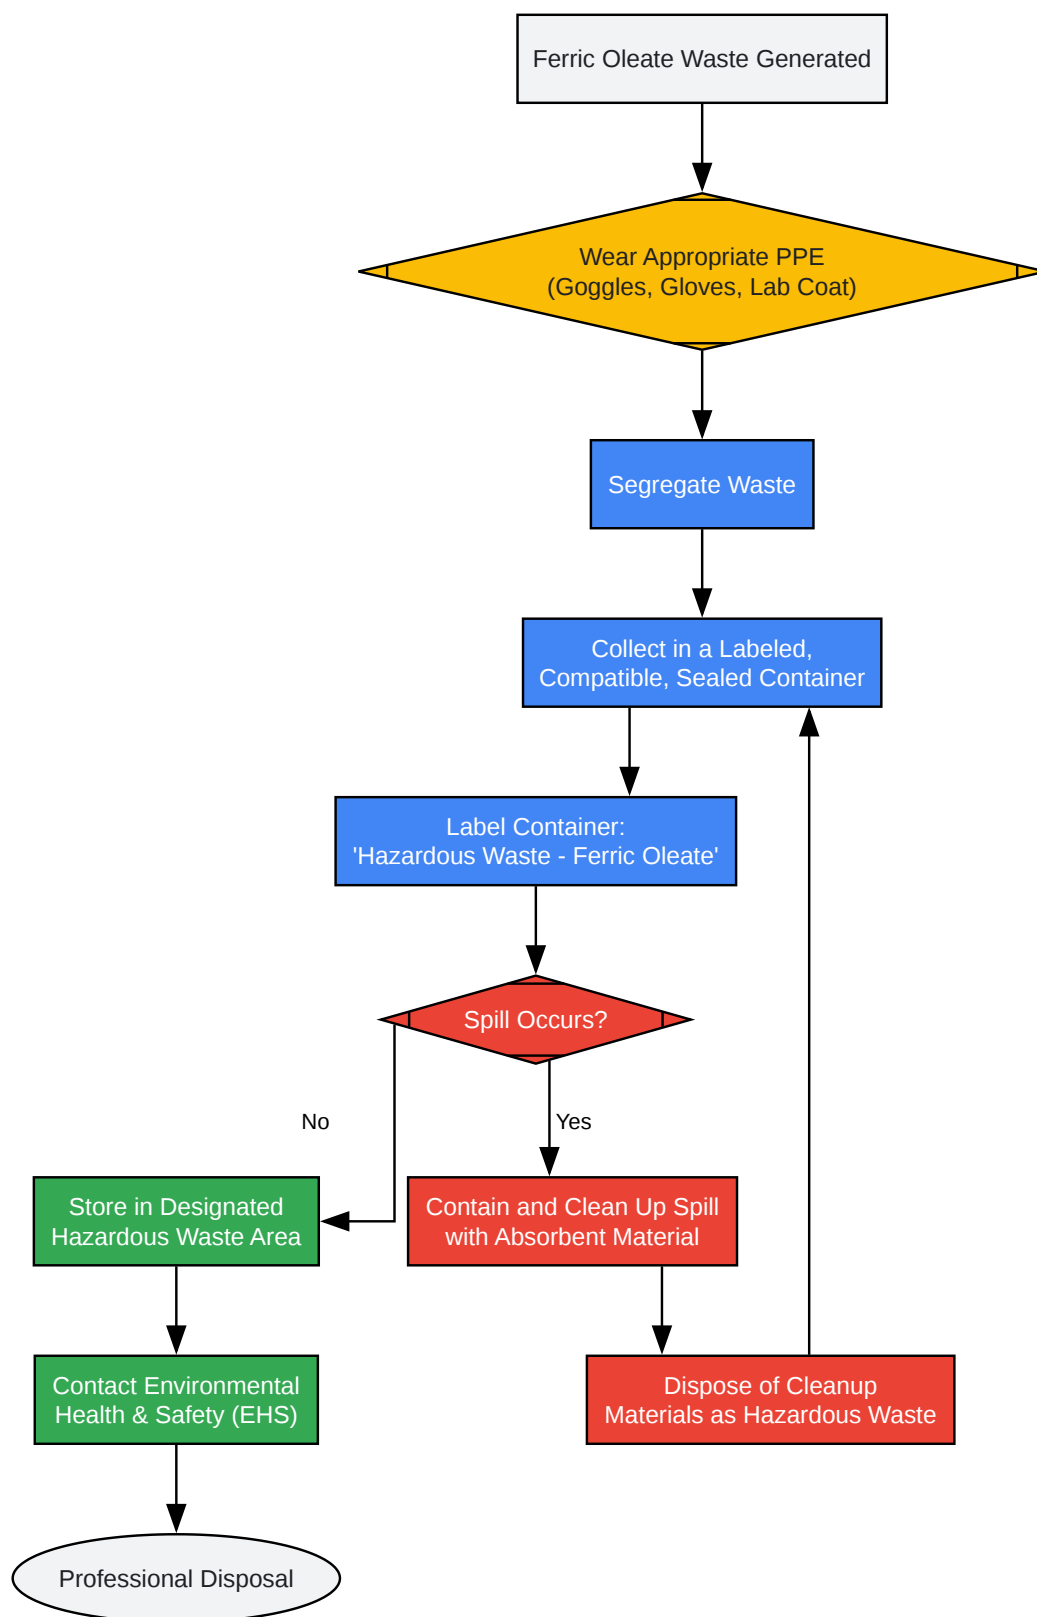 Ferric Oleate Waste Generated
Wear Appropriate PPE
(Goggles, Gloves, Lab Coat)
Segregate Waste
Collect in a Labeled,
Compatible, Sealed Container
Label Container:
'Hazardous Waste - Ferric Oleate'
Spill Occurs?
No
Yes
Store in Designated
Hazardous Waste Area
Contain and Clean Up Spill
with Absorbent Material
Contact Environmental
Health & Safety (EHS)
Dispose of Cleanup
Materials as Hazardous Waste
Professional Disposal